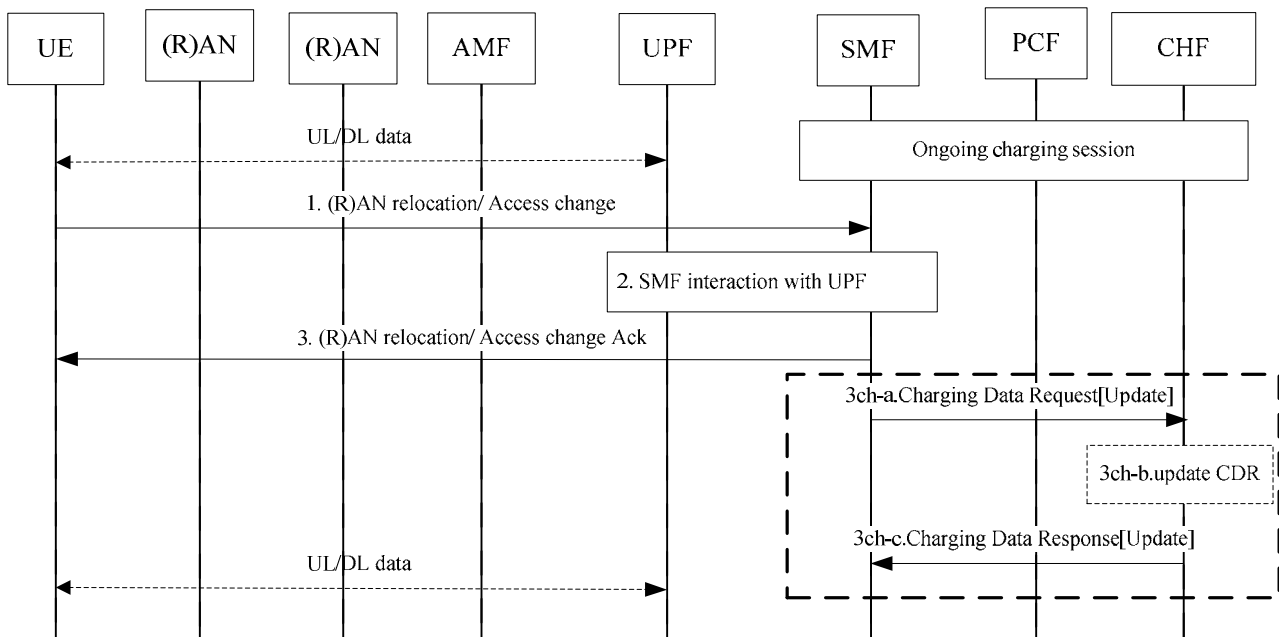 UE
(R)AN
(R)AN
AMF
UPF
SMF
PCF
CHF
UL/DL data
Ongoing charging session
1. (R)AN relocation/ Access change
2. SMF interaction with UPF
3. (R)AN relocation/ Access change Ack
3ch-a.Charging Data Request[Update]
3ch-b.update CDR
3ch-c.Charging Data Response[Update]
UL/DL data